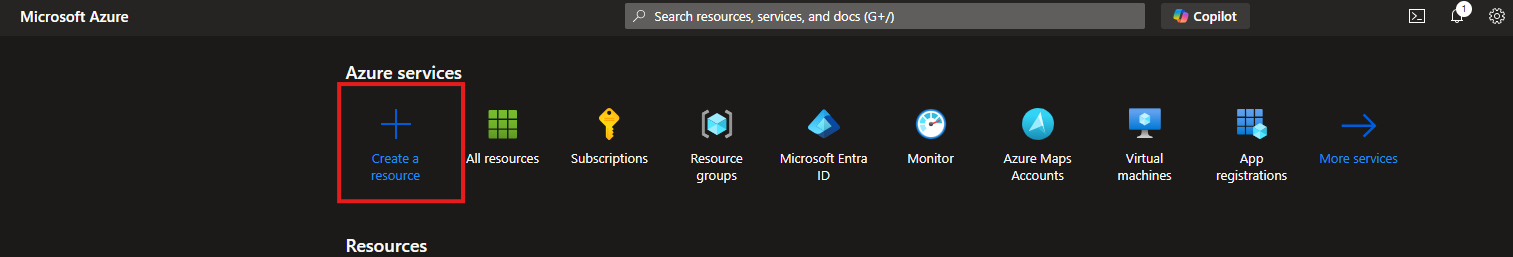 Microsoft Azure
Search resources, services, and docs (G+/)
Copilot
1
Azure services
Create a
resource
All resources
Subscriptions
Resource
groups
Microsoft Entra
ID
Monitor
Azure Maps
Accounts
Virtual
machines
App
registrations
More services
Resources